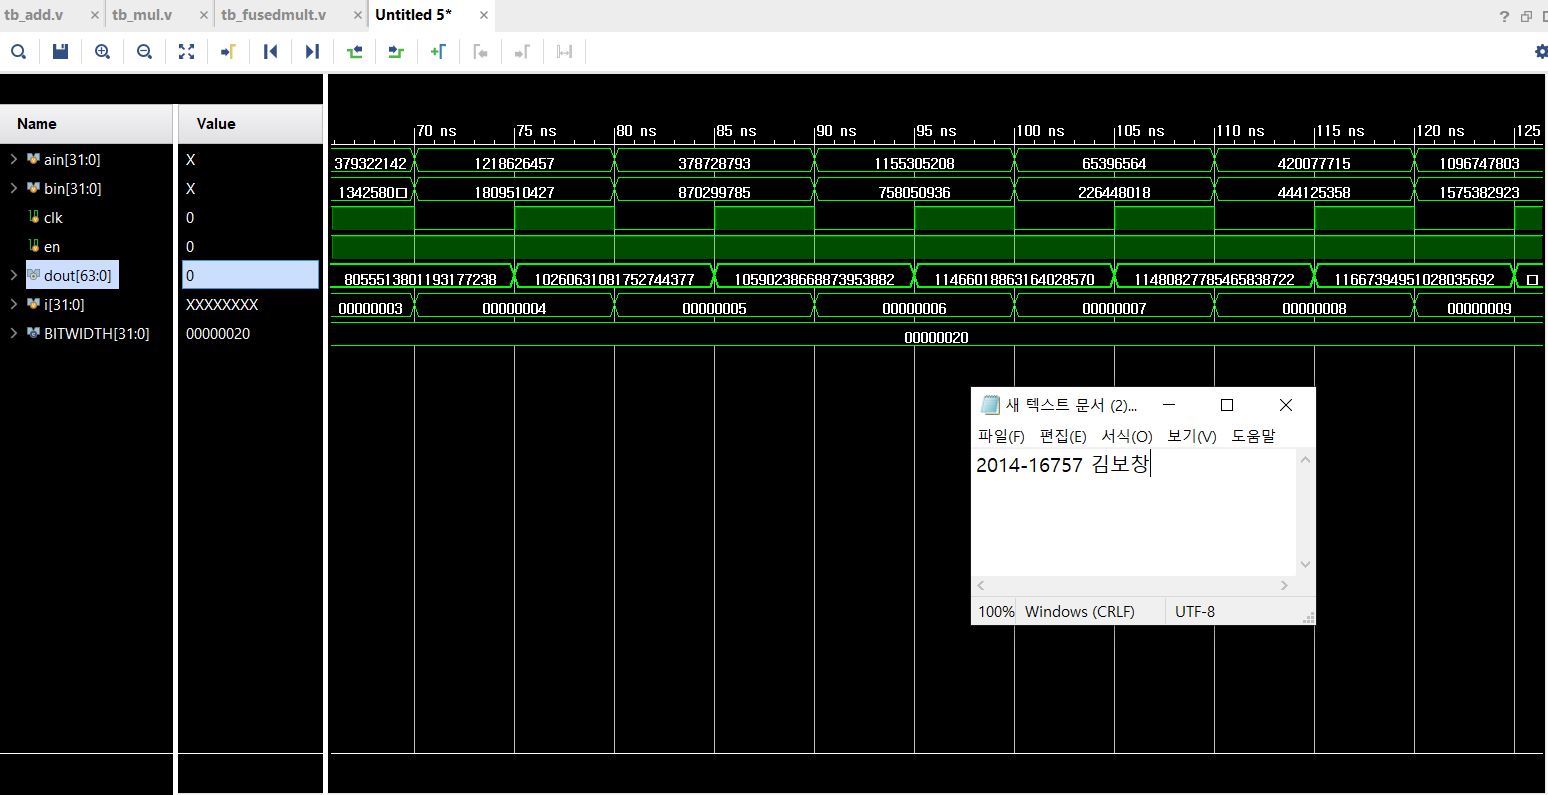 tb_add.v × tb_mul.v × tb_fusedmult.v × Untitled 5* ×
Name Value
70 ns 75 ns 80 ns 85 ns 90 ns 95 ns 100 ns 105 ns 110 ns 115 ns 120 ns 125
ain[31:0] X 379322142 1218626457 378728793 1155305208 65396564 420077715 1096747803
bin[31:0] X 1342580 1809510427 870299785 758050936 226448018 444125358 1575382923
clk 0
en 0
dout[63:0] 0 8055513801193177238 10260631081752744377 10590238668873953882 11466018863164028570 11480827785465838722 11667394951028035692
i[31:0] XXXXXXXX 00000003 00000004 00000005 00000006 00000007 00000008 00000009
BITWIDTH[31:0] 00000020 00000020
새 텍스트 문서 (2)...
파일(F) 편집(E) 서식(O) 보기(V) 도움말
2014-16757 김보창
100% Windows (CRLF) UTF-8